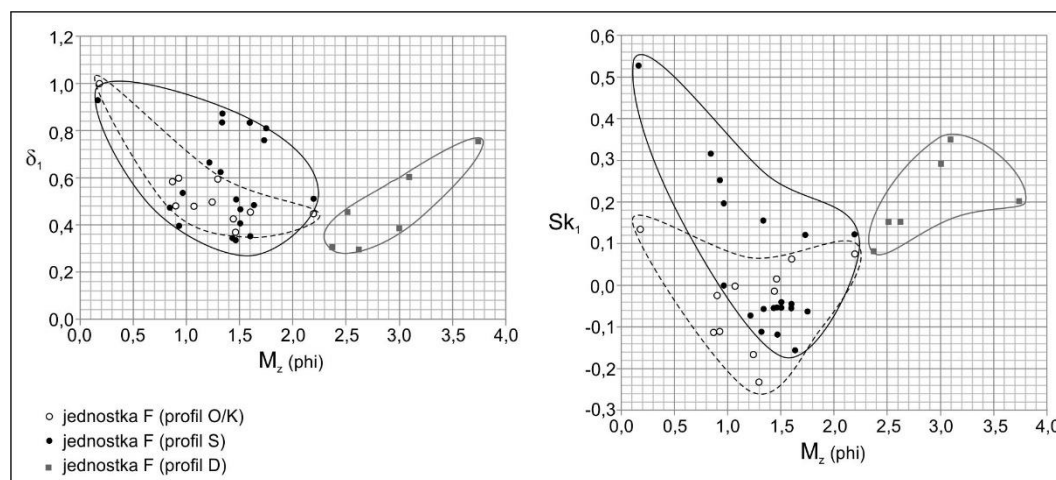 1,2
1,0
0,8
0,6
0,4
0,2
0,0
δ1
0,0 0,5 1,0 1,5 2,0 2,5 3,0 3,5 4,0
Mz (phi)
jednostka F (profil O/K)
jednostka F (profil S)
jednostka F (profil D)
0,6
0,5
0,4
0,3
0,2
0,1
0,0
-0,1
-0,2
-0,3
Sk1
0,0 0,5 1,0 1,5 2,0 2,5 3,0 3,5 4,0
Mz (phi)